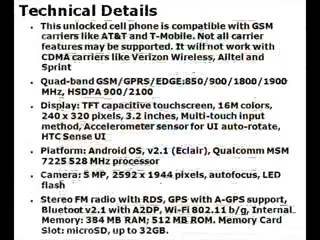 Technical Details
• This unlocked cell phone is compatible with GSM
carriers like AT&T and T-Mobile. Not all carrier
features may be supported. It will not work with
CDMA carriers like Verizon Wireless, Alltel and
Sprint
• Quad-band GSM/GPRS/EDGE:850/900/1800/1900
MHz, HSDPA 900/2100
• Display: TFT capacitive touchscreen, 16M colors,
240 x 320 pixels, 3.2 inches, Multi-touch input
method, Accelerometer sensor for UI auto-rotate,
HTC Sense UI
• Platform: Android OS, v2.1 (Eclair), Qualcomm MSM
7225 528 MHz processor
• Camera: 5 MP, 2592 x 1944 pixels, autofocus, LED
flash
• Stereo FM radio with RDS, GPS with A-GPS support,
Bluetoot v2.1 with A2DP, Wi-Fi 802.11 b/g, Internal
Memory: 384 MB RAM; 512 MB ROM. Memory Card
Slot: microSD, up to 32GB.